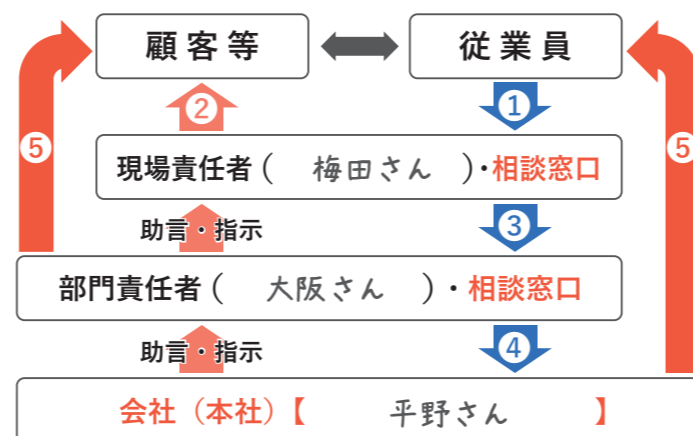 顧客等 従業員
② ①
⑤ ⑤
現場責任者( 梅田さん )・相談窓口
助言・指示 ③
部門責任者( 大阪さん )・相談窓口
助言・指示 ④
会社(本社)【 平野さん 】